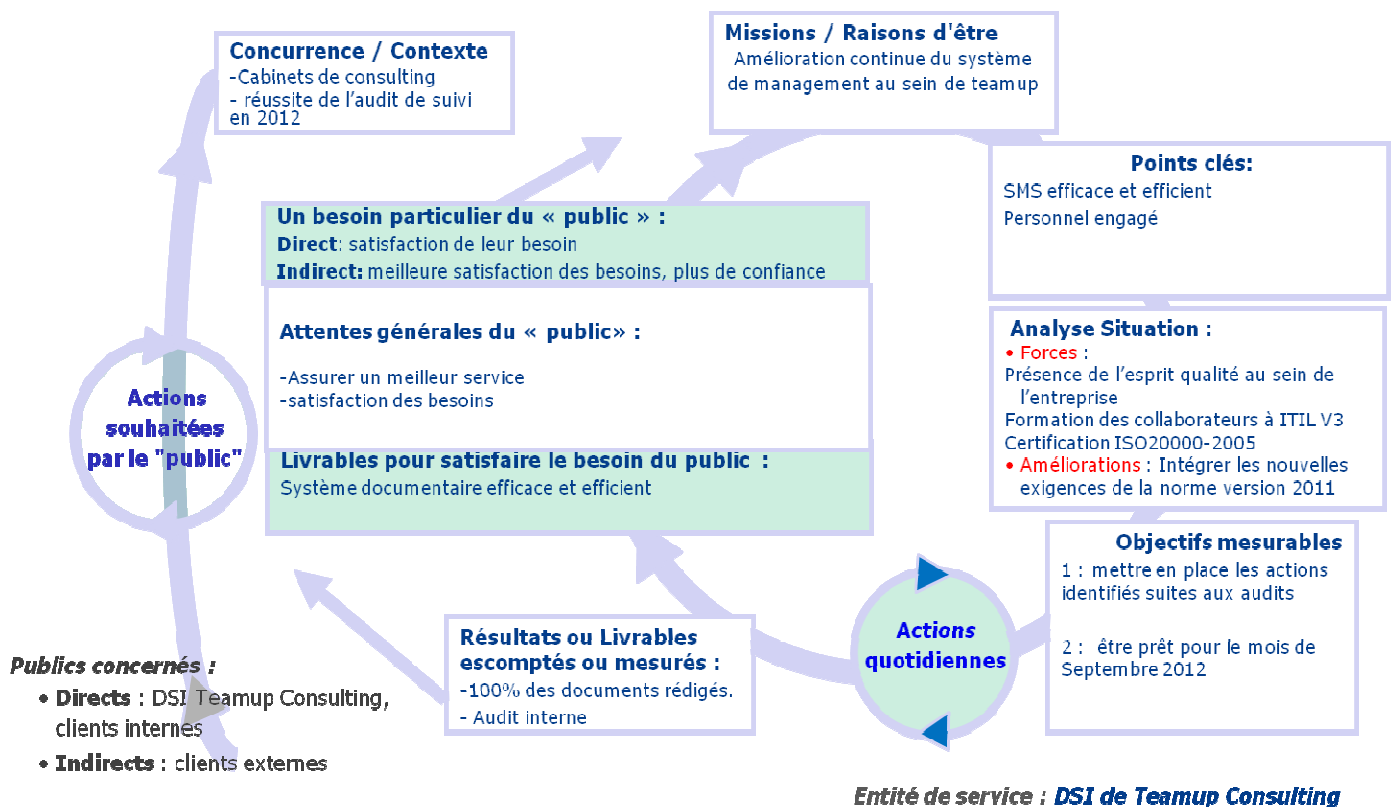 Concurrence / Contexte
-Cabinets de consulting
- réussite de l'audit de suivi
en 2012
Missions / Raisons d'être
Amélioration continue du système
de management au sein de teamup
Points clés:
SMS efficace et efficient
Personnel engagé
Un besoin particulier du « public » :
Direct: satisfaction de leur besoin
Indirect: meilleure satisfaction des besoins, plus de confiance
Attentes générales du « public» :
-Assurer un meilleur service
-satisfaction des besoins
Livrables pour satisfaire le besoin du public :
Système documentaire efficace et efficient
Analyse Situation :
• Forces :
Présence de l'esprit qualité au sein de
l'entreprise
Formation des collaborateurs à ITIL V3
Certification ISO20000-2005
• Améliorations : Intégrer les nouvelles
exigences de la norme version 2011
Actions
souhaitées
par le "public"
Objectifs mesurables
1 : mettre en place les actions
identifiés suites aux audits
2 : être prêt pour le mois de
Septembre 2012
Actions
quotidiennes
Résultats ou Livrables
escomptés ou mesurés :
-100% des documents rédigés.
- Audit interne
Publics concernés :
• Directs : DSI Teamup Consulting,
clients internes
• Indirects : clients externes
Entité de service : DSI de Teamup Consulting